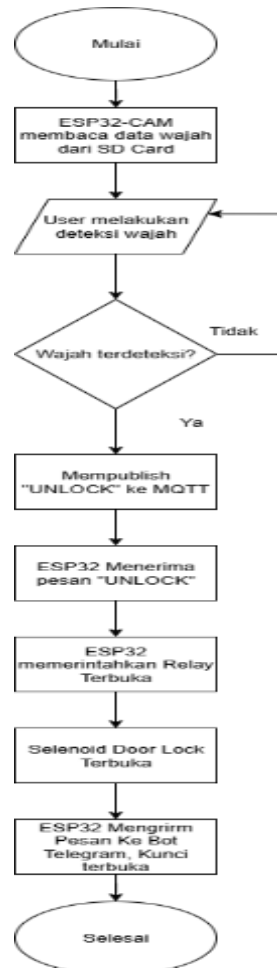 Mulai
ESP32-CAM
membaca data wajah
dari SD Card
User melakukan
deteksi wajah
Wajah terdeteksi?
Tidak
Ya
Mempublish
"UNLOCK" ke MQTT
ESP32 Menerima
pesan "UNLOCK"
ESP32
memerintahkan Relay
Terbuka
Selenoid Door Lock
Terbuka
ESP32 Mengrirm
Pesan Ke Bot
Telegram, Kunci
terbuka
Selesai